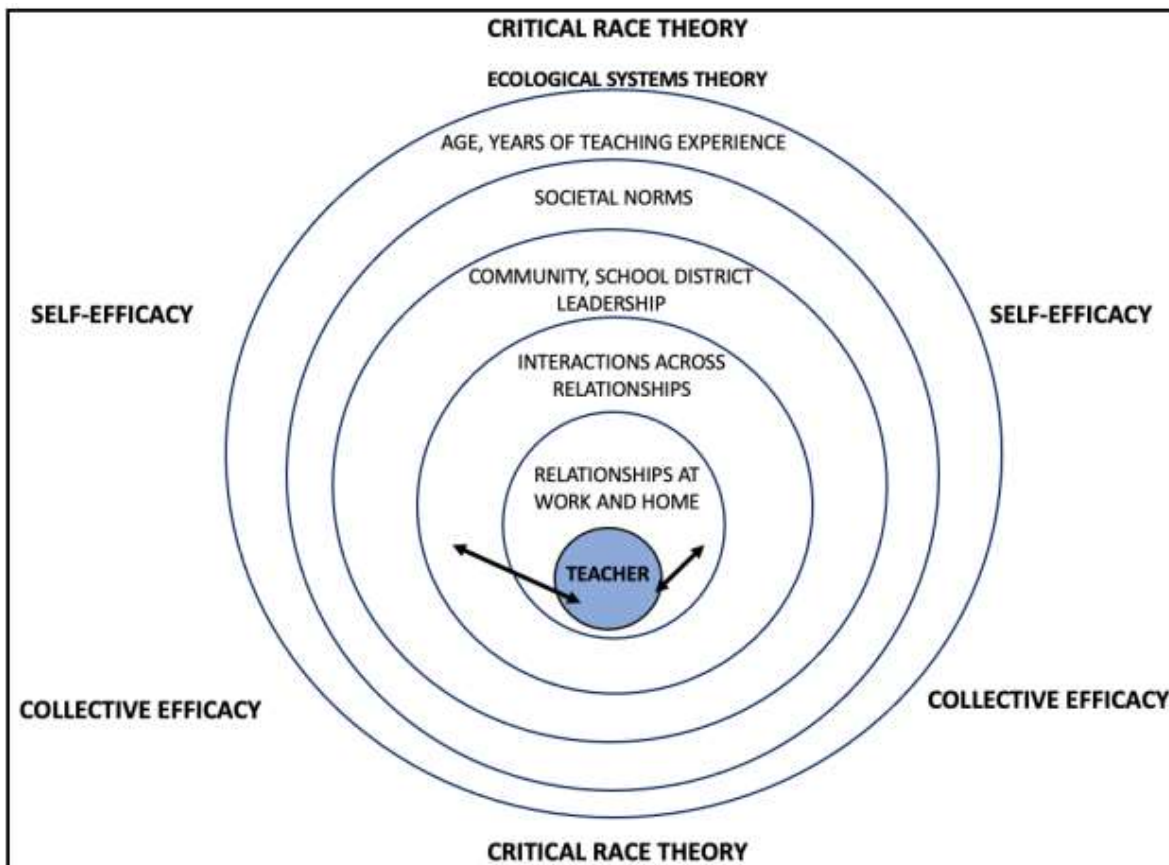 CRITICAL RACE THEORY
ECOLOGICAL SYSTEMS THEORY
AGE, YEARS OF TEACHING EXPERIENCE
SOCIETAL NORMS
COMMUNITY, SCHOOL DISTRICT
LEADERSHIP
SELF-EFFICACY
SELF-EFFICACY
INTERACTIONS ACROSS
RELATIONSHIPS
RELATIONSHIPS AT
WORK AND HOME
TEACHER
COLLECTIVE EFFICACY
COLLECTIVE EFFICACY
CRITICAL RACE THEORY